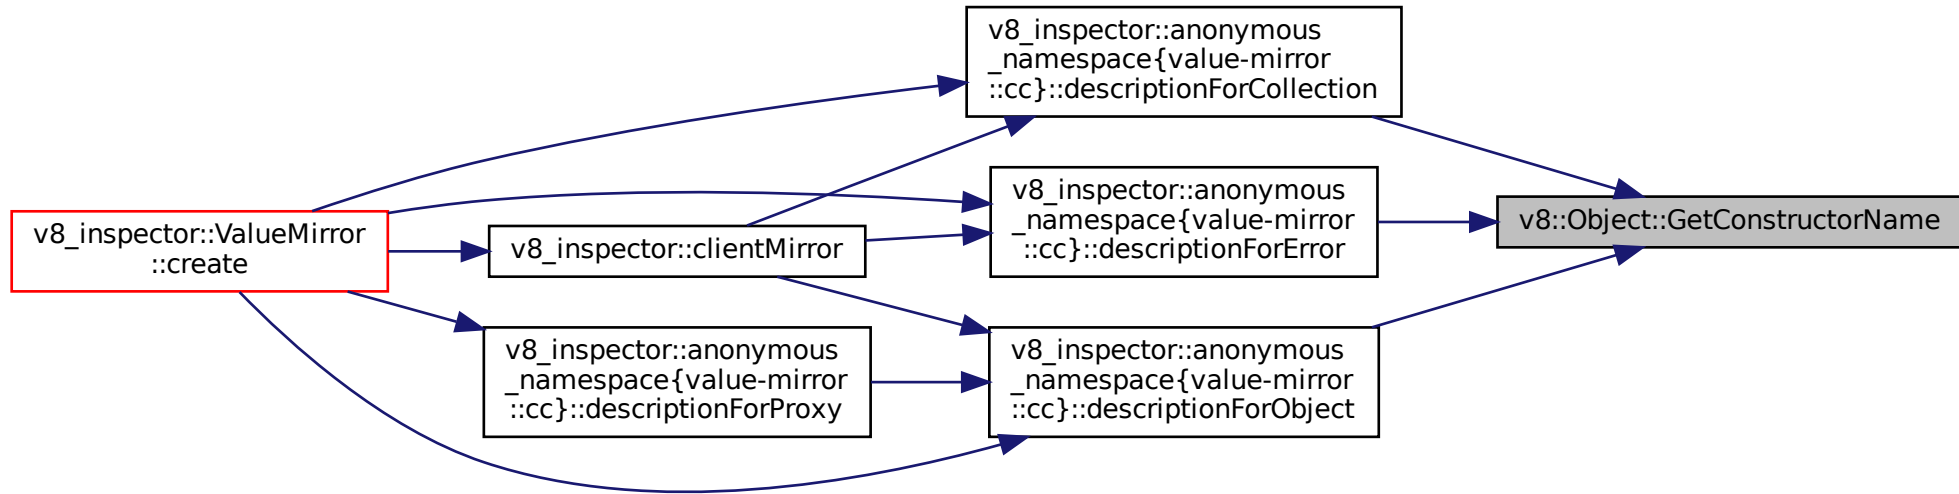 v8_inspector::ValueMirror
::create
v8_inspector::clientMirror
v8_inspector::anonymous
_namespace{value-mirror
::cc}::descriptionForProxy
v8_inspector::anonymous
_namespace{value-mirror
::cc}::descriptionForCollection
v8_inspector::anonymous
_namespace{value-mirror
::cc}::descriptionForError
v8_inspector::anonymous
_namespace{value-mirror
::cc}::descriptionForObject
v8::Object::GetConstructorName